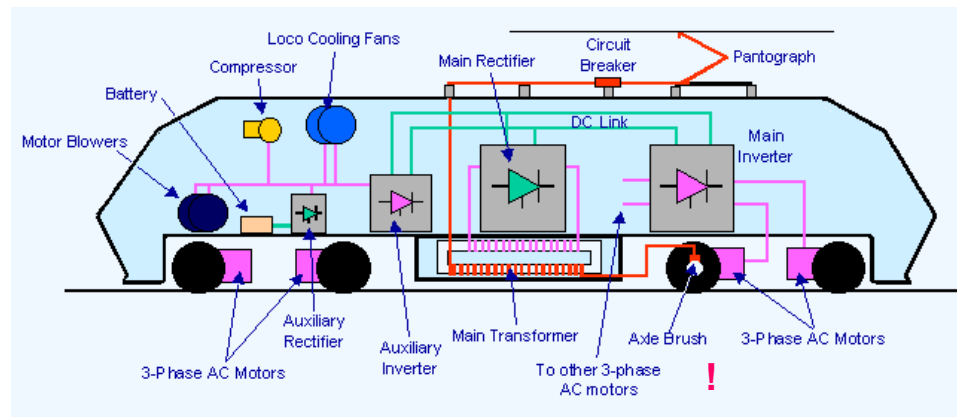 Loco Cooling Fans
Circuit
Breaker
Main Rectifier
Pantograph
Compressor
Battery
DC Link
Main
Inverter
Motor Blowers
Auxiliary
Rectifier
Main Transformer
Axle Brush
3-Phase AC Motors
Auxiliary
Inverter
To other 3-phase
AC motors
!
3-Phase AC Motors